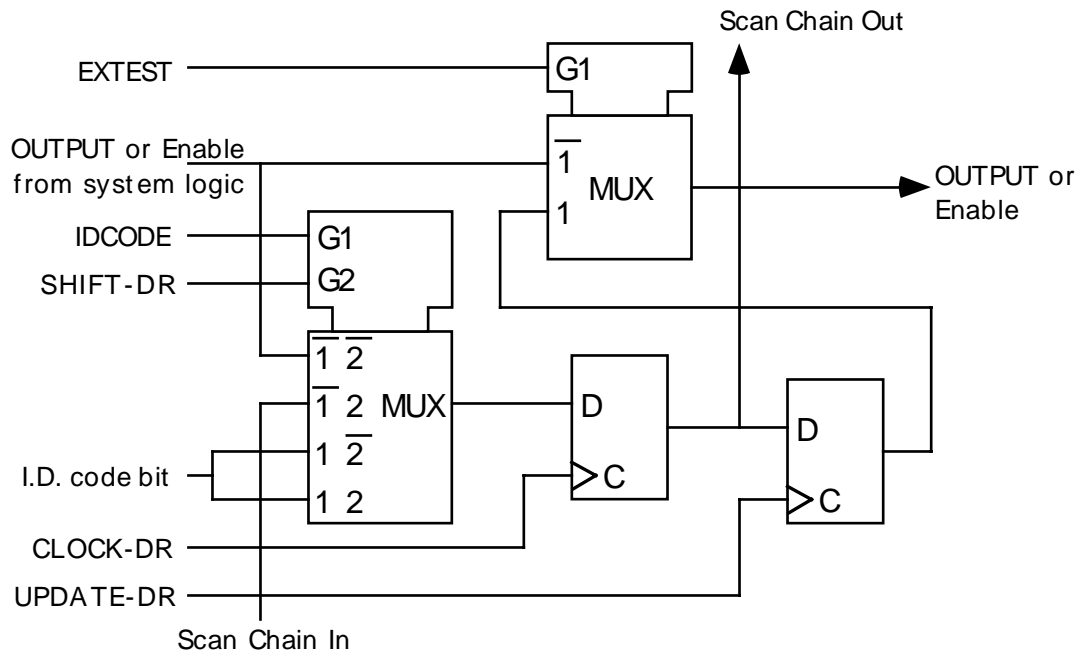 Scan Chain Out
EXTEST
G1
OUTPUT or Enable
from system logic
1
MUX
1
OUTPUT or
Enable
IDCODE
G1
SHIFT-DR
G2
1 2
1 2 MUX
1 2
1 2
D
C
D
C
I.D. code bit
CLOCK-DR
UPDATE-DR
Scan Chain In